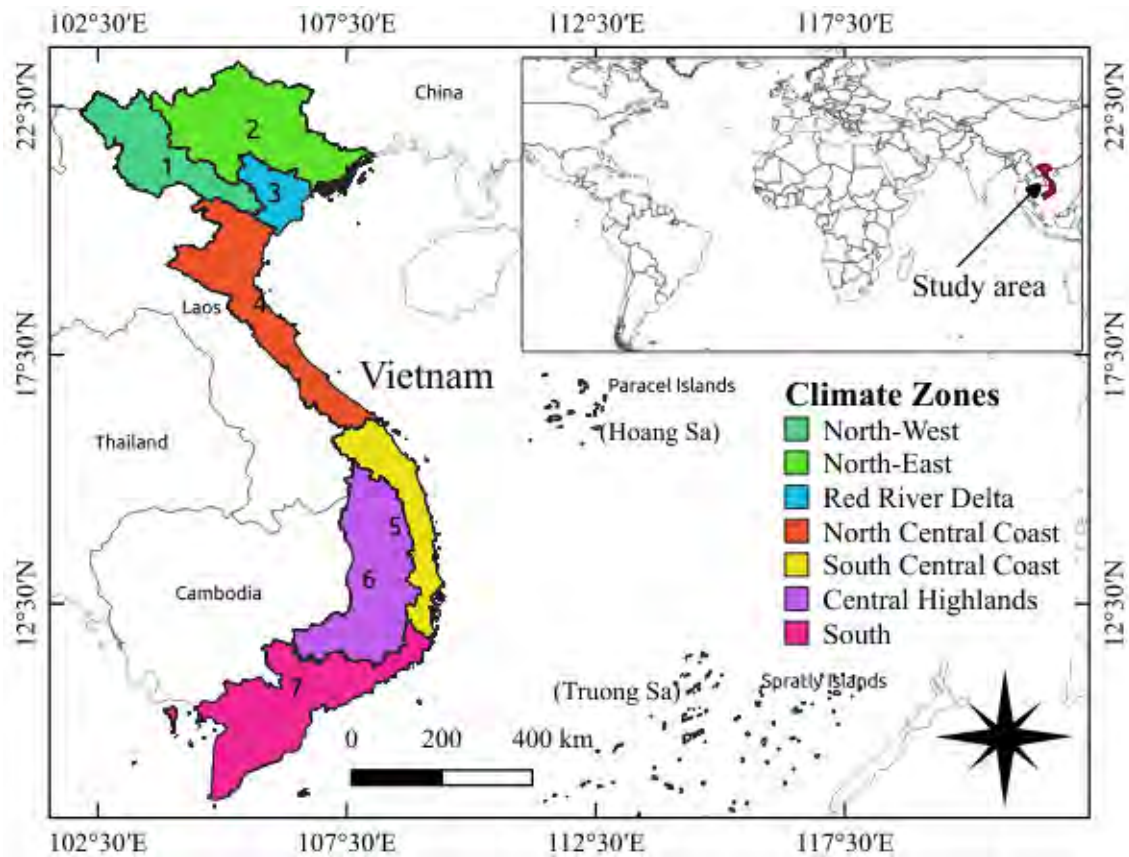 102°30'E
107°30'E
112°30'E
117°30'E
22°30'N
17°30'N
12°30'N
China
2
1
3
4
Laos
Vietnam
Thailand
5
6
Cambodia
7
Study area
Paracel Islands
(Hoang Sa)
Climate Zones
North-West
North-East
Red River Delta
North Central Coast
South Central Coast
Central Highlands
South
(Truong Sa)
Spratly Islands
0 200 400 km
22°30'N
17°30'N
12°30'N
102°30'E
107°30'E
112°30'E
117°30'E